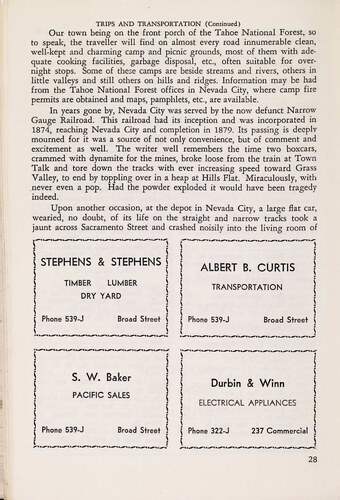 TRIPS AND TRANSPORTATION (Continued)
Our town being on the front porch of the Tahoe National Forest, so
to speak, the traveller will find on almost every road innumerable clean,
well-kept and charming camp and picnic grounds, most of them with ade-
quate cooking facilities, garbage disposal, etc., often suitable for over-
night stops. Some of these camps are beside streams and rivers, others in
little valleys and still others on hills and ridges. Information may be had
from the Tahoe National Forest offices in Nevada City, where camp fire
permits are obtained and maps, pamphlets, etc., are available.
In years gone by, Nevada City was served by the now defunct Narrow
Gauge Railroad. This railroad had its inception and was incorporated in
1874, reaching Nevada City and completion in 1879. Its passing is deeply
mourned for it was a source of not only convenience, but of comment and
excitement as well. The writer well remembers the time two boxcars,
crammed with dynamite for the mines, broke loose from the train at Town
Talk and tore down the tracks with ever increasing speed toward Grass
Valley, to end by toppling over in a heap at Hills Flat. Miraculously, with
never even a pop. Had the powder exploded it would have been tragedy
indeed.
Upon another occasion, at the depot in Nevada City, a large flat car,
wearied, no doubt, of its life on the straight and narrow tracks took a
jaunt across Sacramento Street and crashed noisily into the living room of
STEPHENS & STEPHENS
TIMBER LUMBER
DRY YARD
Phone 539-J Broad Street
ALBERT B. CURTIS
TRANSPORTATION
Phone 539-J Broad Street
S. W. Baker
PACIFIC SALES
Phone 539-J Broad Street
Durbin & Winn
ELECTRICAL APPLIANCES
Phone 322-J 237 Commercial
28